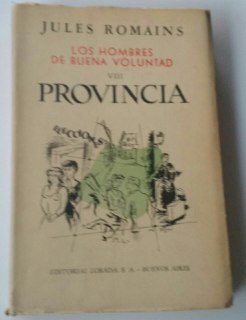 JULES ROMAINS
LOS HOMBRES
DE BUENA VOLUNTAD
VIII
PROVINCIA
ELECCIONES
EDITORIAL LOSADA S. A. - BUENOS AIRES